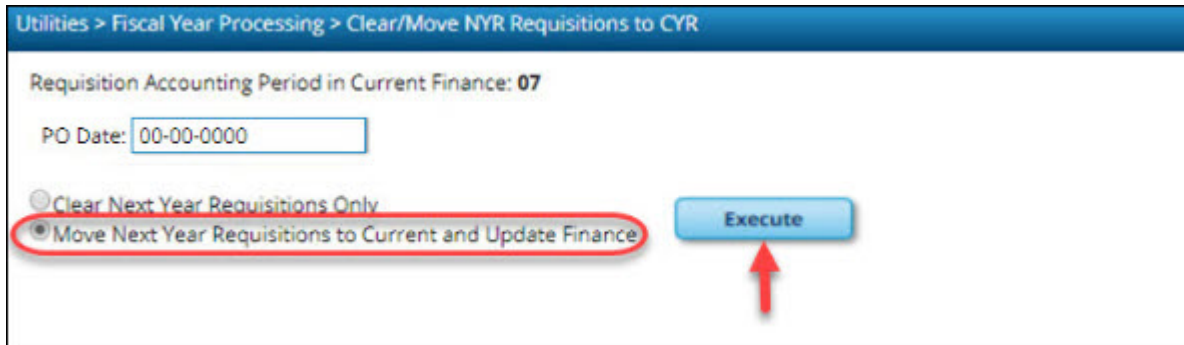 Utilities > Fiscal Year Processing > Clear/Move NYR Requisitions to CYR
Requisition Accounting Period in Current Finance: 07
PO Date: 00-00-0000
Clear Next Year Requisitions Only
Move Next Year Requisitions to Current and Update Finance
Execute